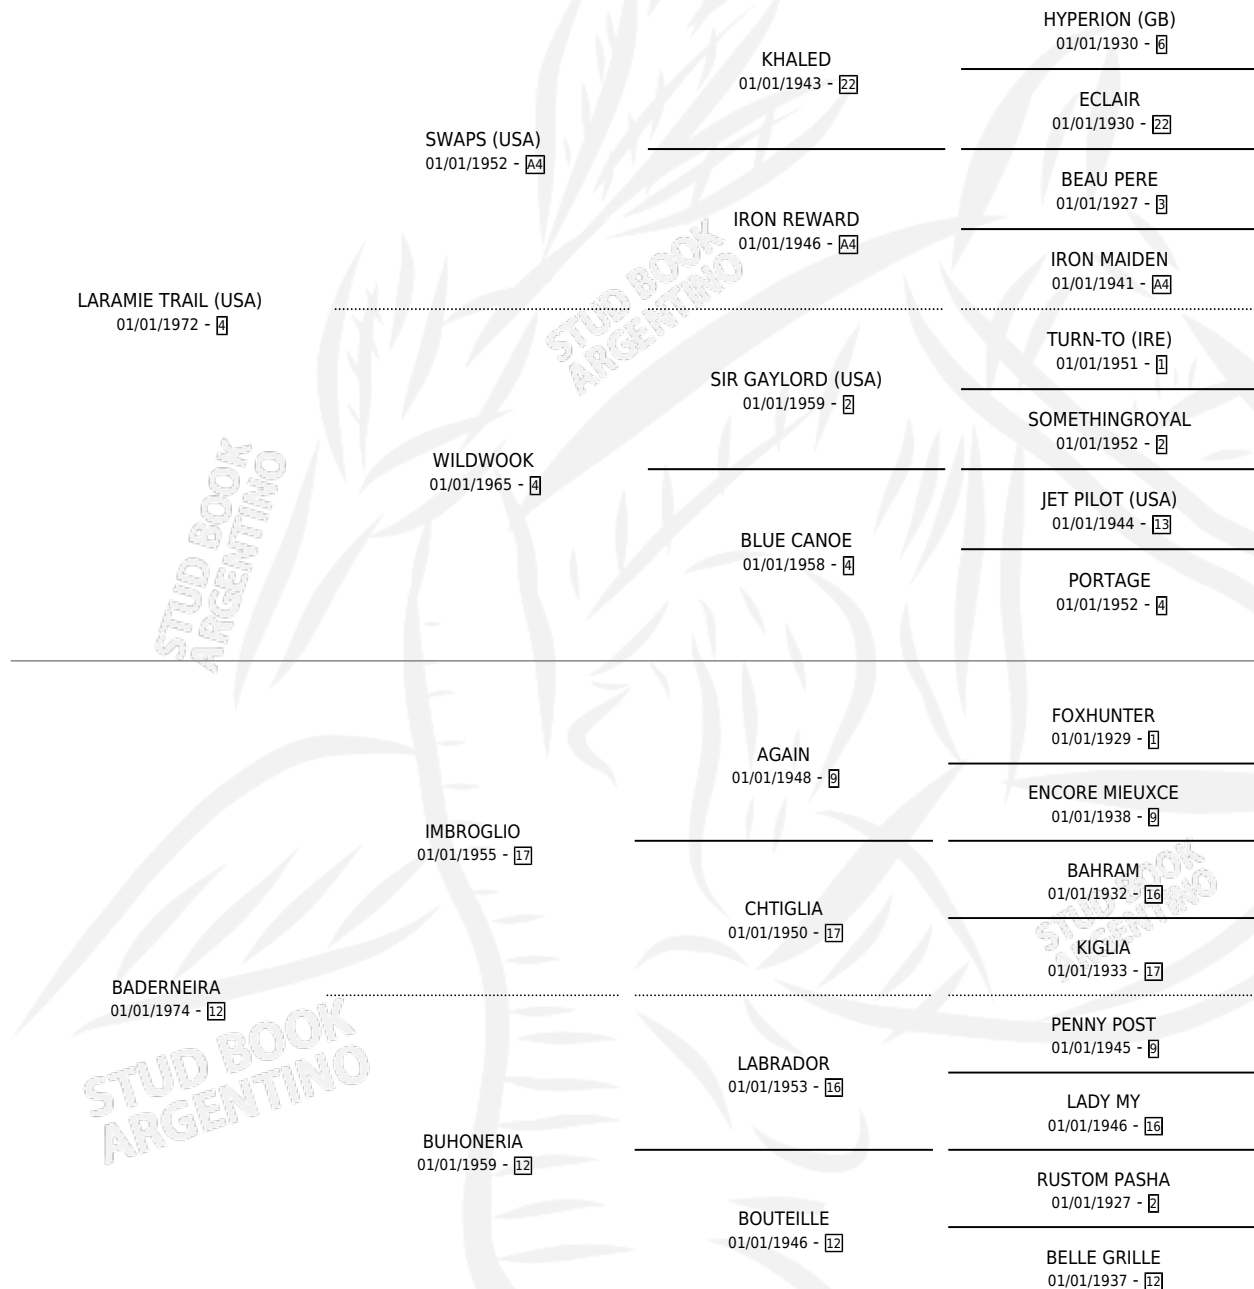 HYPERION (GB)
01/01/1930 - 6
KHALED
01/01/1943 - 22
ECLAIR
01/01/1930 - 22
SWAPS (USA)
01/01/1952 - A4
BEAU PERE
01/01/1927 - 3
IRON REWARD
01/01/1946 - A4
IRON MAIDEN
01/01/1941 - A4
LARAMIE TRAIL (USA)
01/01/1972 - 4
TURN-TO (IRE)
01/01/1951 - 1
SIR GAYLORD (USA)
01/01/1959 - 2
SOMETHINGROYAL
01/01/1952 - 2
WILDWOOK
01/01/1965 - 4
JET PILOT (USA)
01/01/1944 - 13
BLUE CANOE
01/01/1958 - 4
PORTAGE
01/01/1952 - 4
FOXHUNTER
01/01/1929 - 1
AGAIN
01/01/1948 - 9
ENCORE MIEUXCE
01/01/1938 - 9
IMBROGLIO
01/01/1955 - 17
BAHRAM
01/01/1932 - 16
CHTIGLIA
01/01/1950 - 17
KIGLIA
01/01/1933 - 17
BADERNEIRA
01/01/1974 - 12
PENNY POST
01/01/1945 - 9
LABRADOR
01/01/1953 - 16
LADY MY
01/01/1946 - 16
BUHONERIA
01/01/1959 - 12
RUSTOM PASHA
01/01/1927 - 2
BOUTEILLE
01/01/1946 - 12
BELLE GRILLE
01/01/1937 - 12
STUD BOOK
ARGENTINO
STUD BOOK
ARGENTINO
STUD BOOK
ARGENTINO
STUD BOOK
ARGENTINO